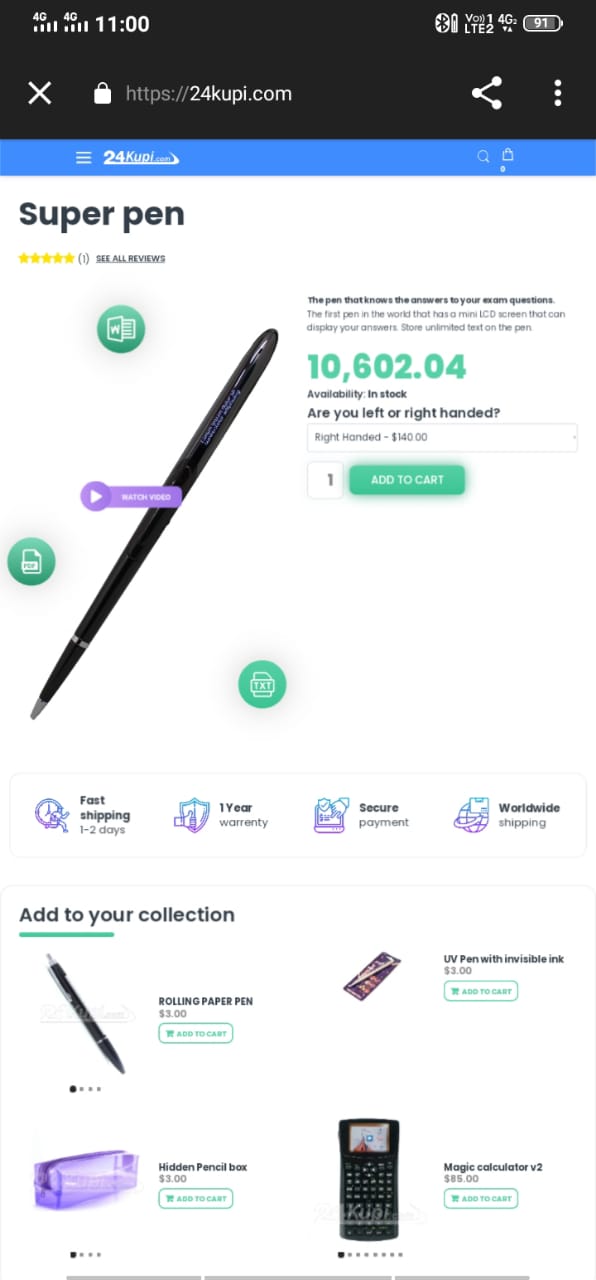 4G 4G 11:00
Vo)) 1 4G2
LTE2
91
https://24kupi.com
24Kupi.com
0
Super pen
(1) SEE ALL REVIEWS
The pen that knows the answers to your exam questions.
The first pen in the world that has a mini LCD screen that can
display your answers. Store unlimited text on the pen.
10,602.04
Availability: In stock
Are you left or right handed?
Right Handed - $140.00
1 ADD TO CART
W
WATCH VIDEO
PDF
TXT
Fast
shipping
1-2 days
1 Year
warrenty
Secure
payment
Worldwide
shipping
Add to your collection
ROLLING PAPER PEN
$3.00
ADD TO CART
UV Pen with invisible ink
$3.00
ADD TO CART
Hidden Pencil box
$3.00
ADD TO CART
Magic calculator v2
$85.00
ADD TO CART
24Kupi.com